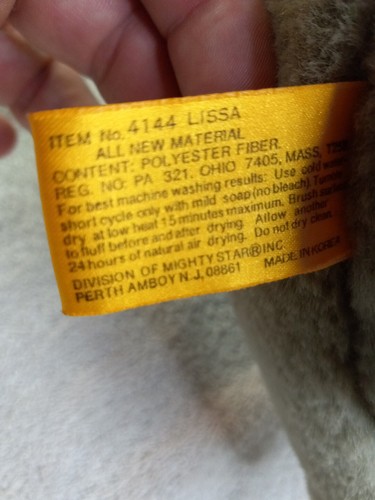 ITEM No. 4144 LISSA
ALL NEW MATERIAL
CONTENT: POLYESTER FIBER.
REG. NO: PA 321. OHIO 7405, MASS,
For best machine washing results: Use cold
short cycle only with mild soap (no bleach).
dry at low heat 15 minutes maximum. Brush
to fluff before and after drying. Allow another
24 hours of natural air drying. Do not dry clean.
DIVISION OF MIGHTY STAR® INC
PERTH AMBOY N.J. 08861 MADE IN KOREA